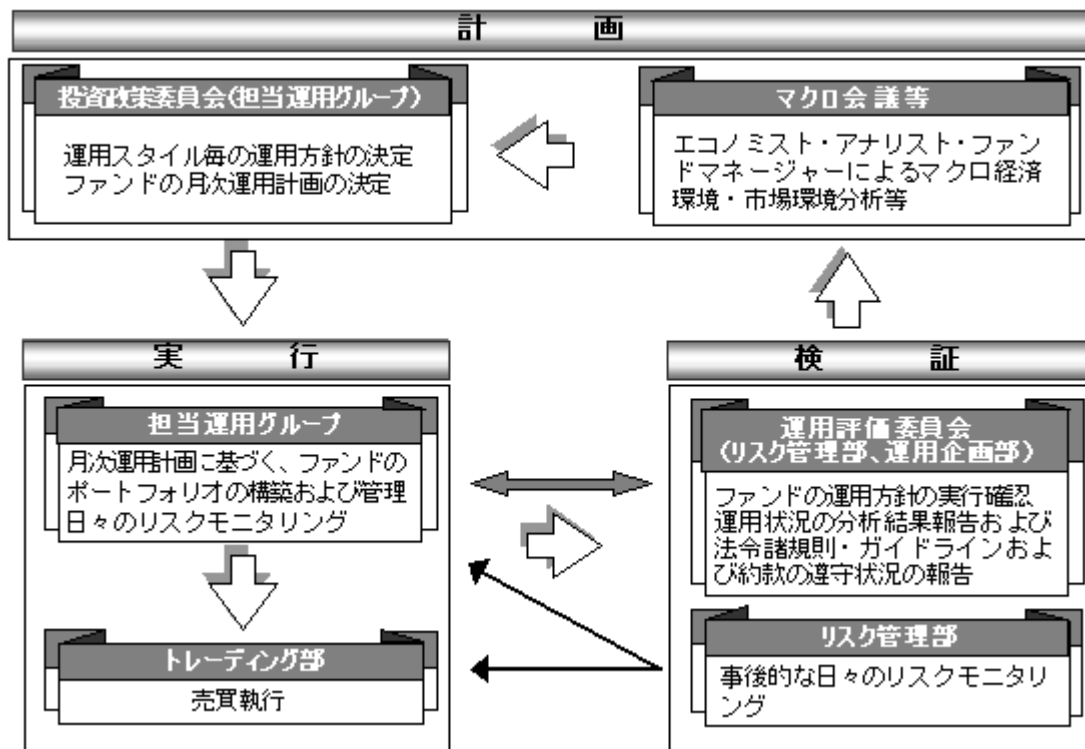 計画
投資政策委員会(担当運用グループ)
運用スタイル毎の運用方針の決定
ファンドの月次運用計画の決定
マクロ会議等
エコノミスト・アナリスト・ファン
ドマネージャーによるマクロ経済
環境・市場環境分析等
実行
担当運用グループ
月次運用計画に基づく、ファンドの
ポートフォリオの構築および管理
日々のリスクモニタリング
トレーディング部
売買執行
検証
運用評価委員会
(リスク管理部、運用企画部)
ファンドの運用方針の実行確認
運用状況の分析結果報告および
法令諸規則・ガイドラインおよ
び約款の遵守状況の報告
リスク管理部
事後的な日々のリスクモニタリ
ング